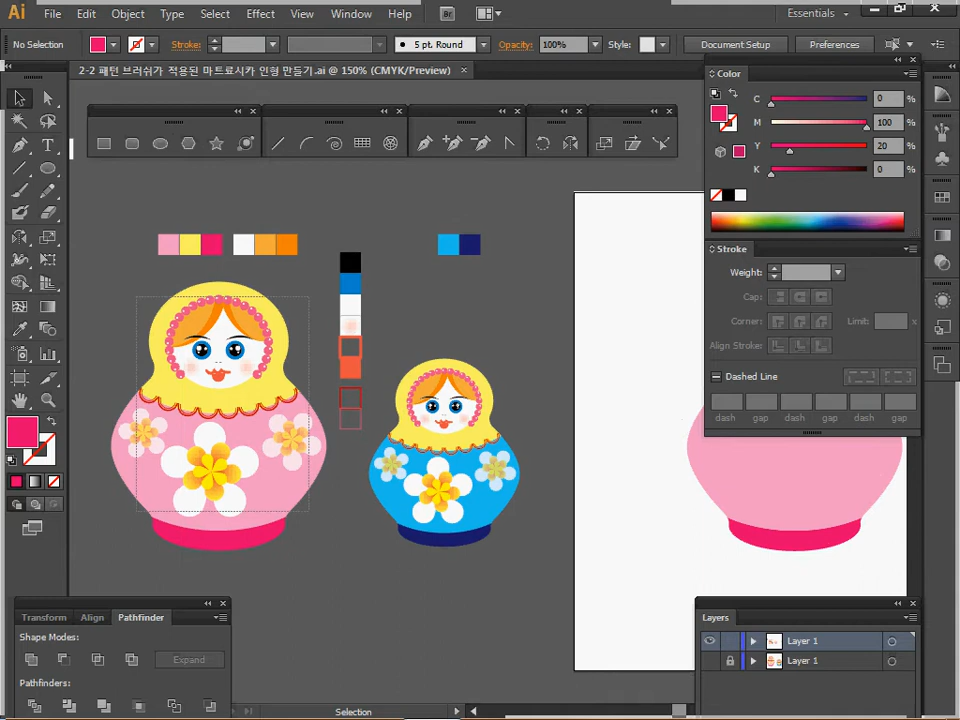 Ai File Edit Object Type Select Effect View Window Help Br Essentials
No Selection Stroke: 5 pt. Round Opacity: 100% Style: Document Setup Preferences
2-2 패턴 브러쉬가 적용된 마트료시카 인형 만들기.ai @ 150% (CMYK/Preview)
Color
C 0 %
M 100 %
Y 20 %
K 0 %
Stroke
Weight:
Cap:
Corner: Limit: x
Align Stroke:
Dashed Line
dash gap dash gap dash gap
Transform Align Pathfinder
Shape Modes:
Expand
Pathfinders:
Layers
Layer 1
Layer 1
Selection